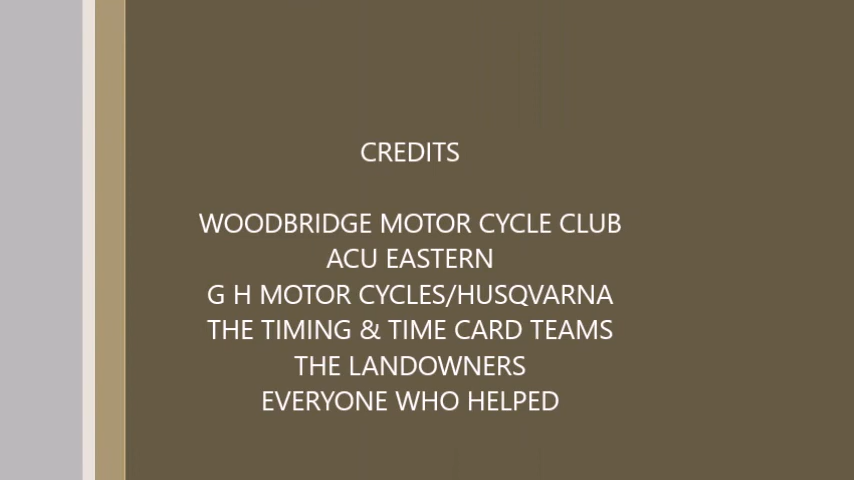 CREDITS
WOODBRIDGE MOTOR CYCLE CLUB
ACU EASTERN
G H MOTOR CYCLES/HUSQVARNA
THE TIMING & TIME CARD TEAMS
THE LANDOWNERS
EVERYONE WHO HELPED